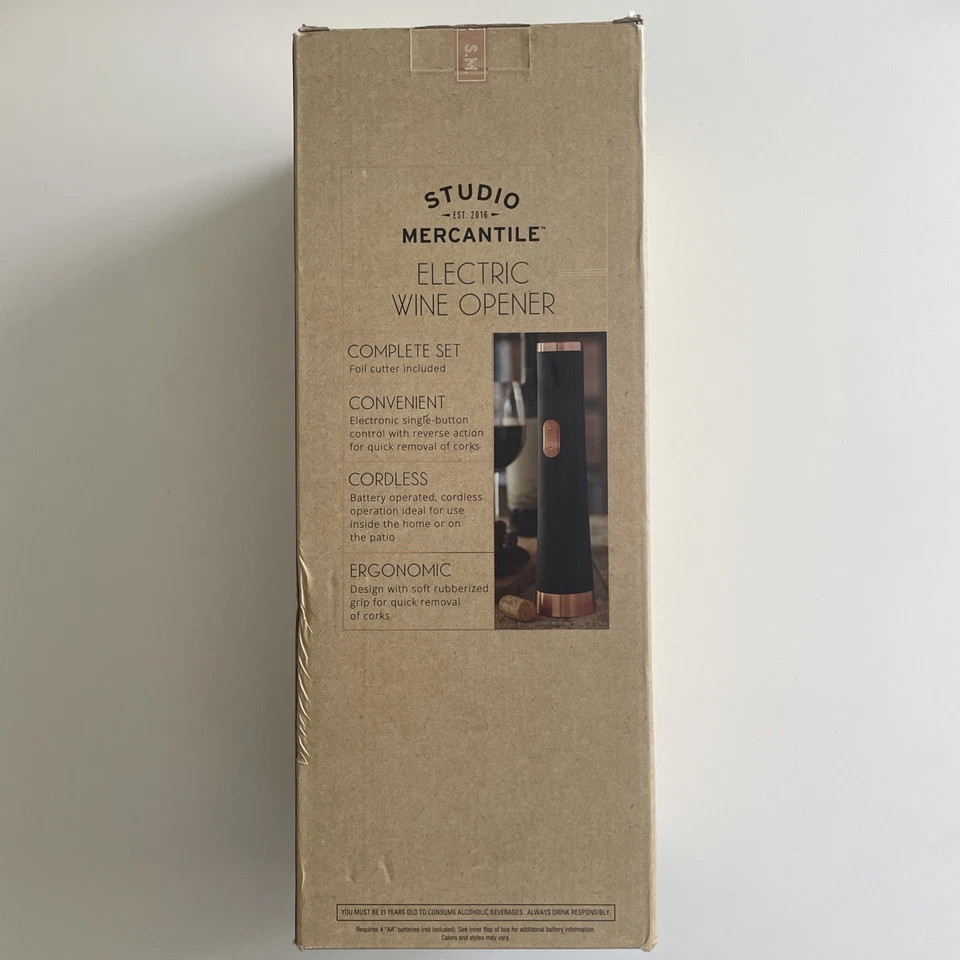 S.M.
STUDIO
EST. 2016
MERCANTILE™
ELECTRIC
WINE OPENER
COMPLETE SET
Foil cutter included
CONVENIENT
Electronic single-button
control with reverse action
for quick removal of corks
CORDLESS
Battery operated, cordless
operation ideal for use
inside the home or on
the patio
ERGONOMIC
Design with soft rubberized
grip for quick removal
of corks
YOU MUST BE 21 YEARS OLD TO CONSUME ALCOHOLIC BEVERAGES. ALWAYS DRINK RESPONSIBLY.
Requires 4 "AA" batteries (not included). See inner flap of box for additional battery information.
Colors and styles may vary.